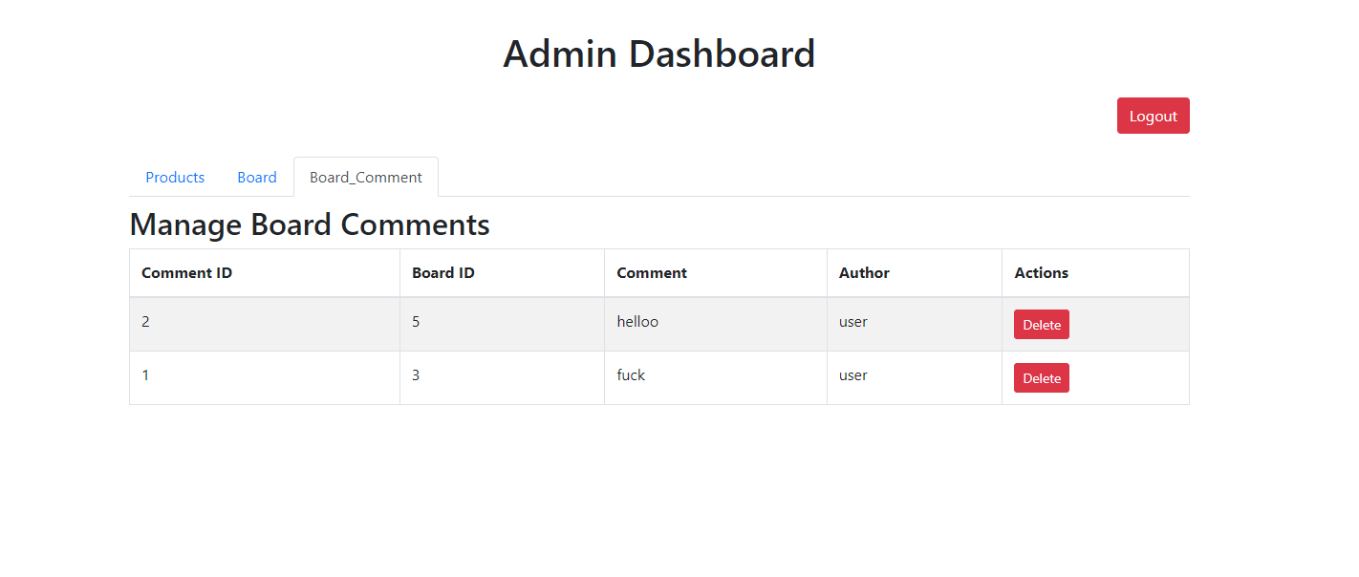 Admin Dashboard
Logout
Products Board Board_Comment
Manage Board Comments
Comment ID Board ID Comment Author Actions
2 5 helloo user Delete
1 3 fuck user Delete